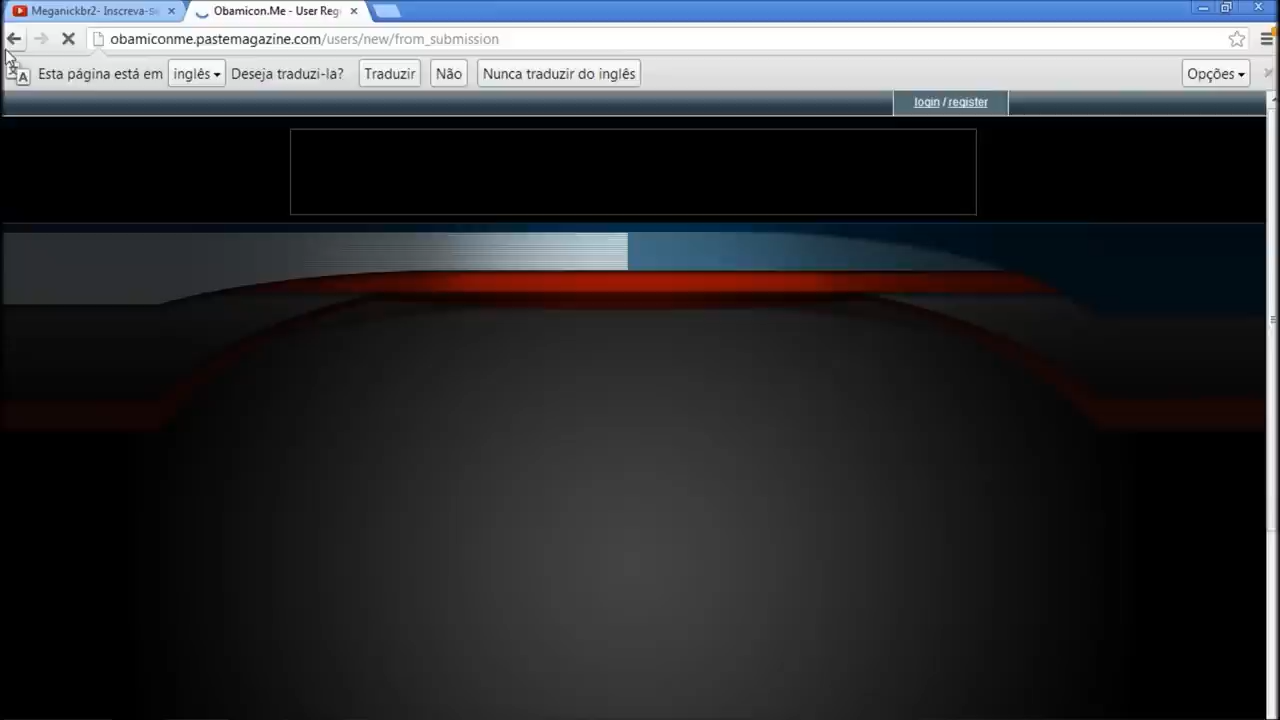 Meganickbr2- Inscreva-se
Obamicon.Me - User Reg
obamiconme.pastemagazine.com/users/new/from_submission
Esta página está em inglês Deseja traduzi-la? Traduzir Não Nunca traduzir do inglês Opções
A
login / register